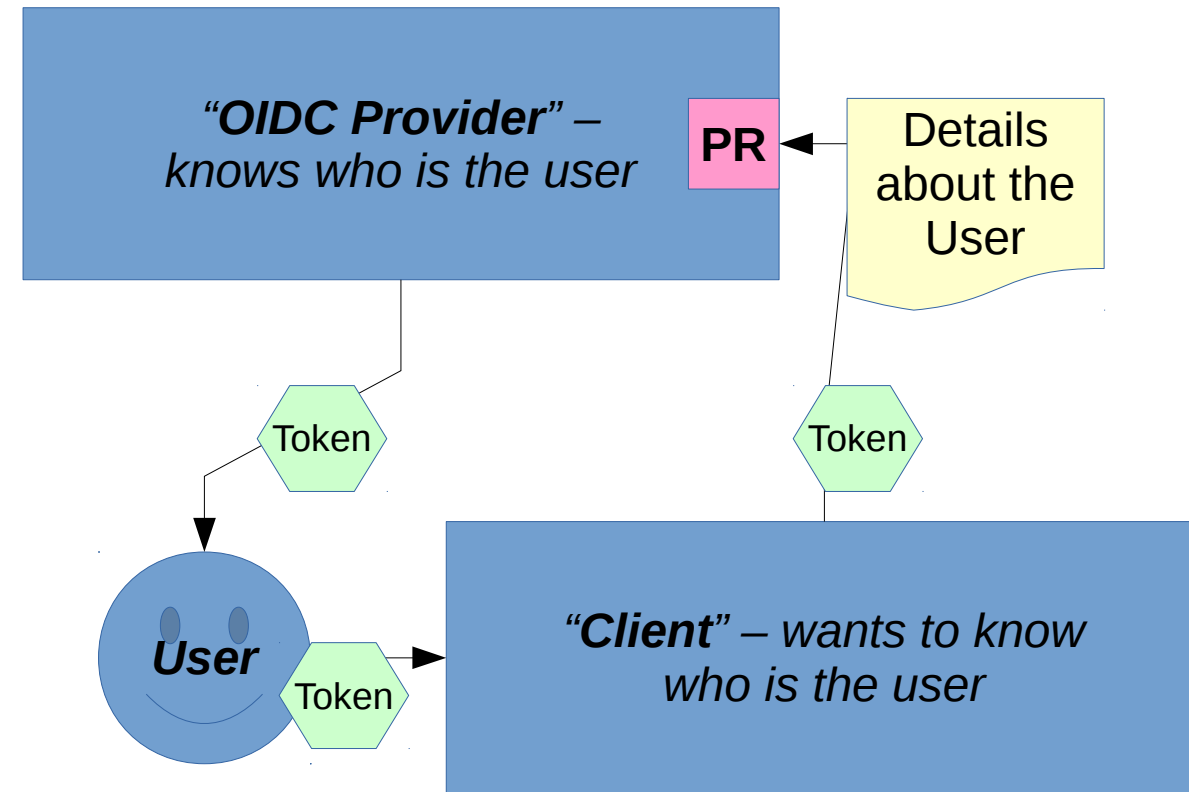 “OIDC Provider” –
knows who is the user
PR
Details
about the
User
Token
Token
User
Token
“Client” – wants to know
who is the user